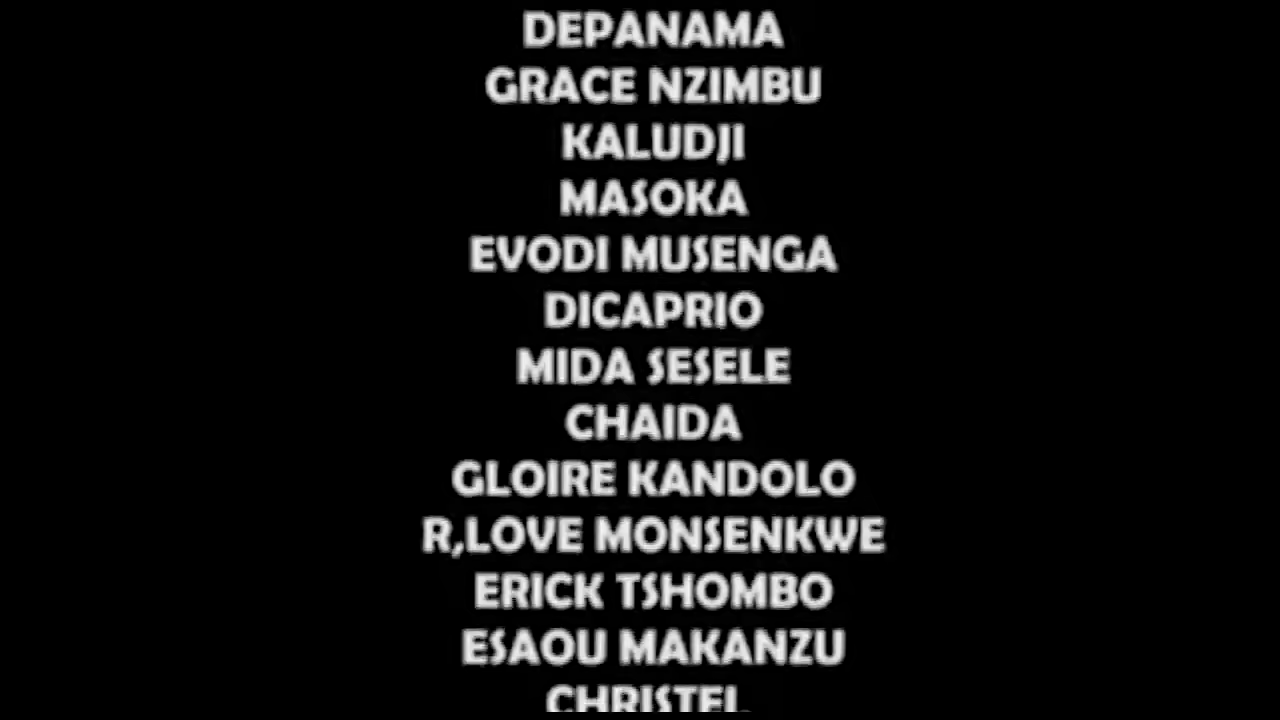 DEPANAMA
GRACE NZIMBU
KALUDJI
MASOKA
EVODI MUSENGA
DICAPRIO
MIDA SESELE
CHAIDA
GLOIRE KANDOLO
R,LOVE MONSENKWE
ERICK TSHOMBO
ESAOU MAKANZU
CHRISTEL